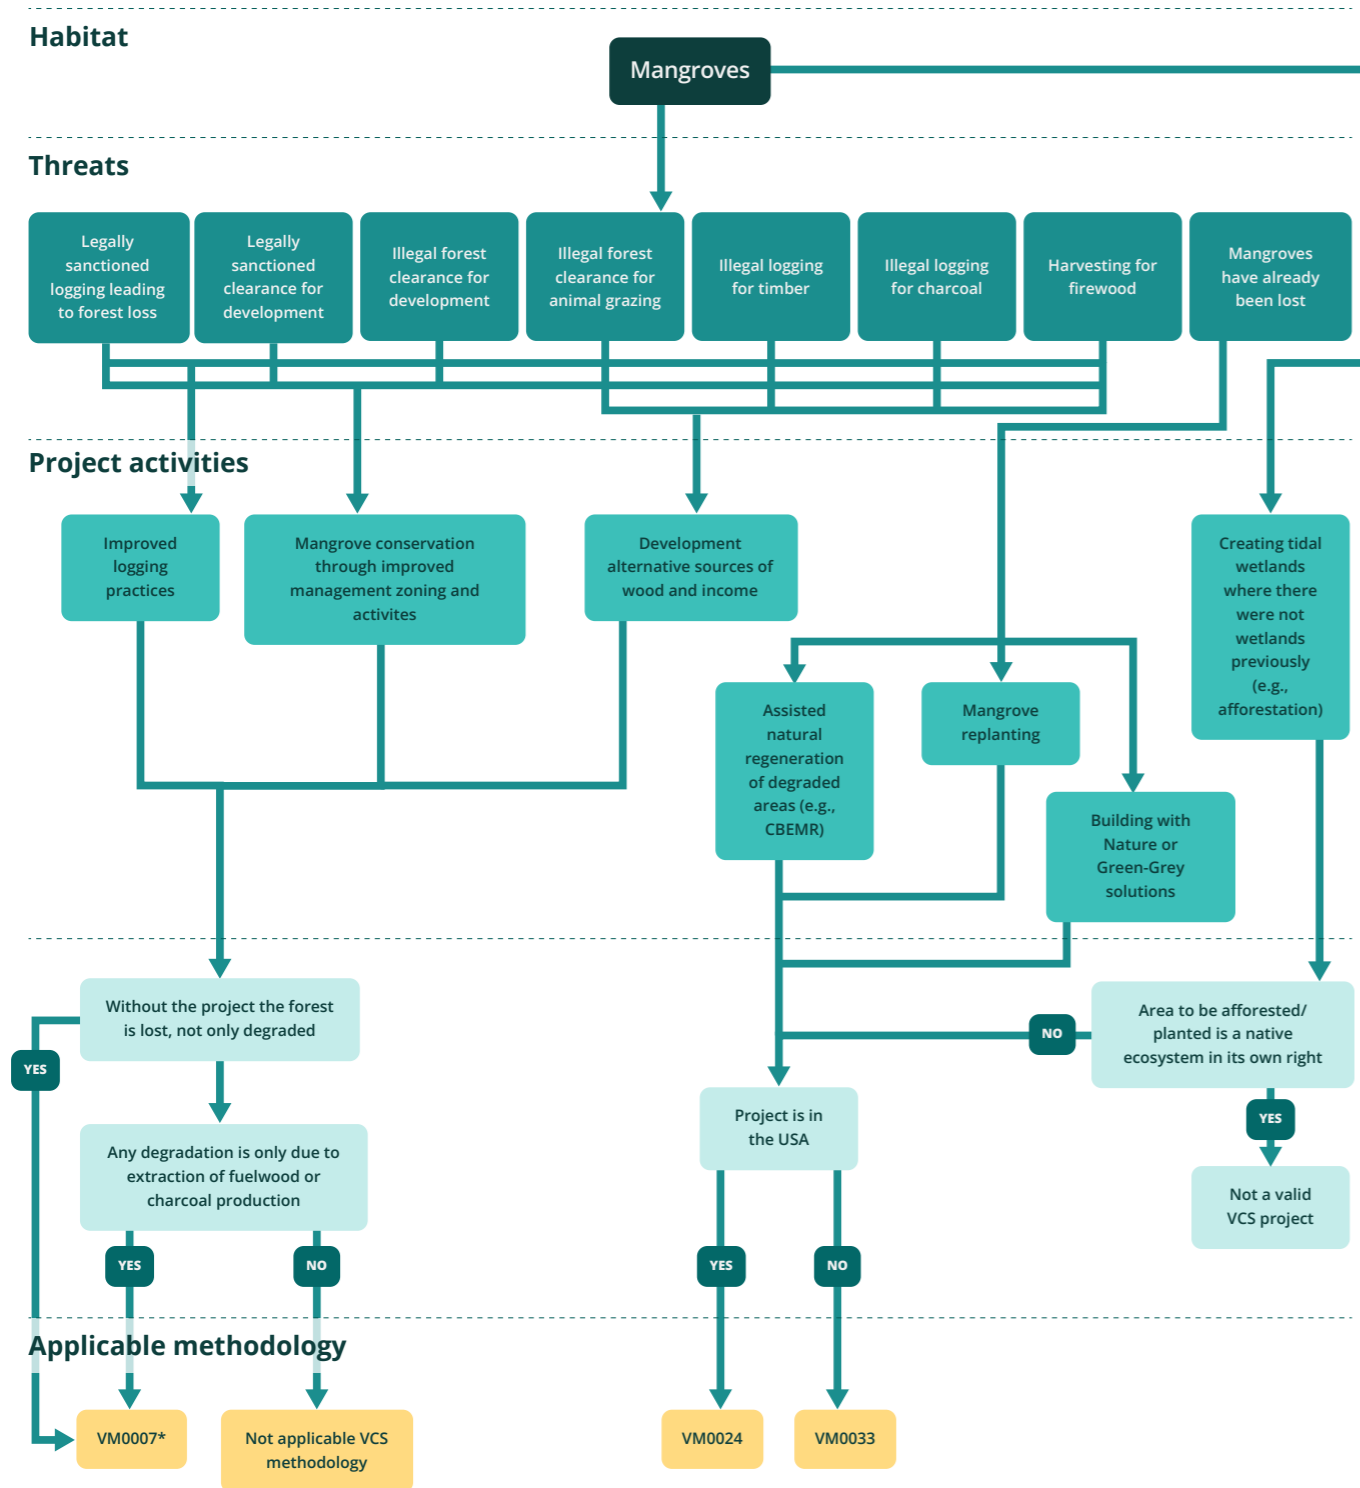 Habitat
Mangroves
Threats
Legally
sanctioned
logging leading
to forest loss
Legally
sanctioned
clearance for
development
Illegal forest
clearance for
development
Illegal forest
clearance for
animal grazing
Illegal logging
for timber
Illegal logging
for charcoal
Harvesting for
firewood
Mangroves
have already
been lost
Project activities
Improved
logging
practices
Mangrove conservation
through improved
management zoning and
activites
Development
alternative sources of
wood and income
Creating tidal
wetlands
where there
were not
wetlands
previously
(e.g.,
afforestation)
Assisted
natural
regeneration
of degraded
areas (e.g.,
CBEMR)
Mangrove
replanting
Building with
Nature or
Green-Grey
solutions
Without the project the forest
is lost, not only degraded
Area to be afforested/
planted is a native
ecosystem in its own right
NO
YES
Project is in
the USA
YES
Any degradation is only due to
extraction of fuelwood or
charcoal production
Not a valid
VCS project
YES
NO
YES
NO
Applicable methodology
VM0007*
Not applicable VCS
methodology
VM0024
VM0033